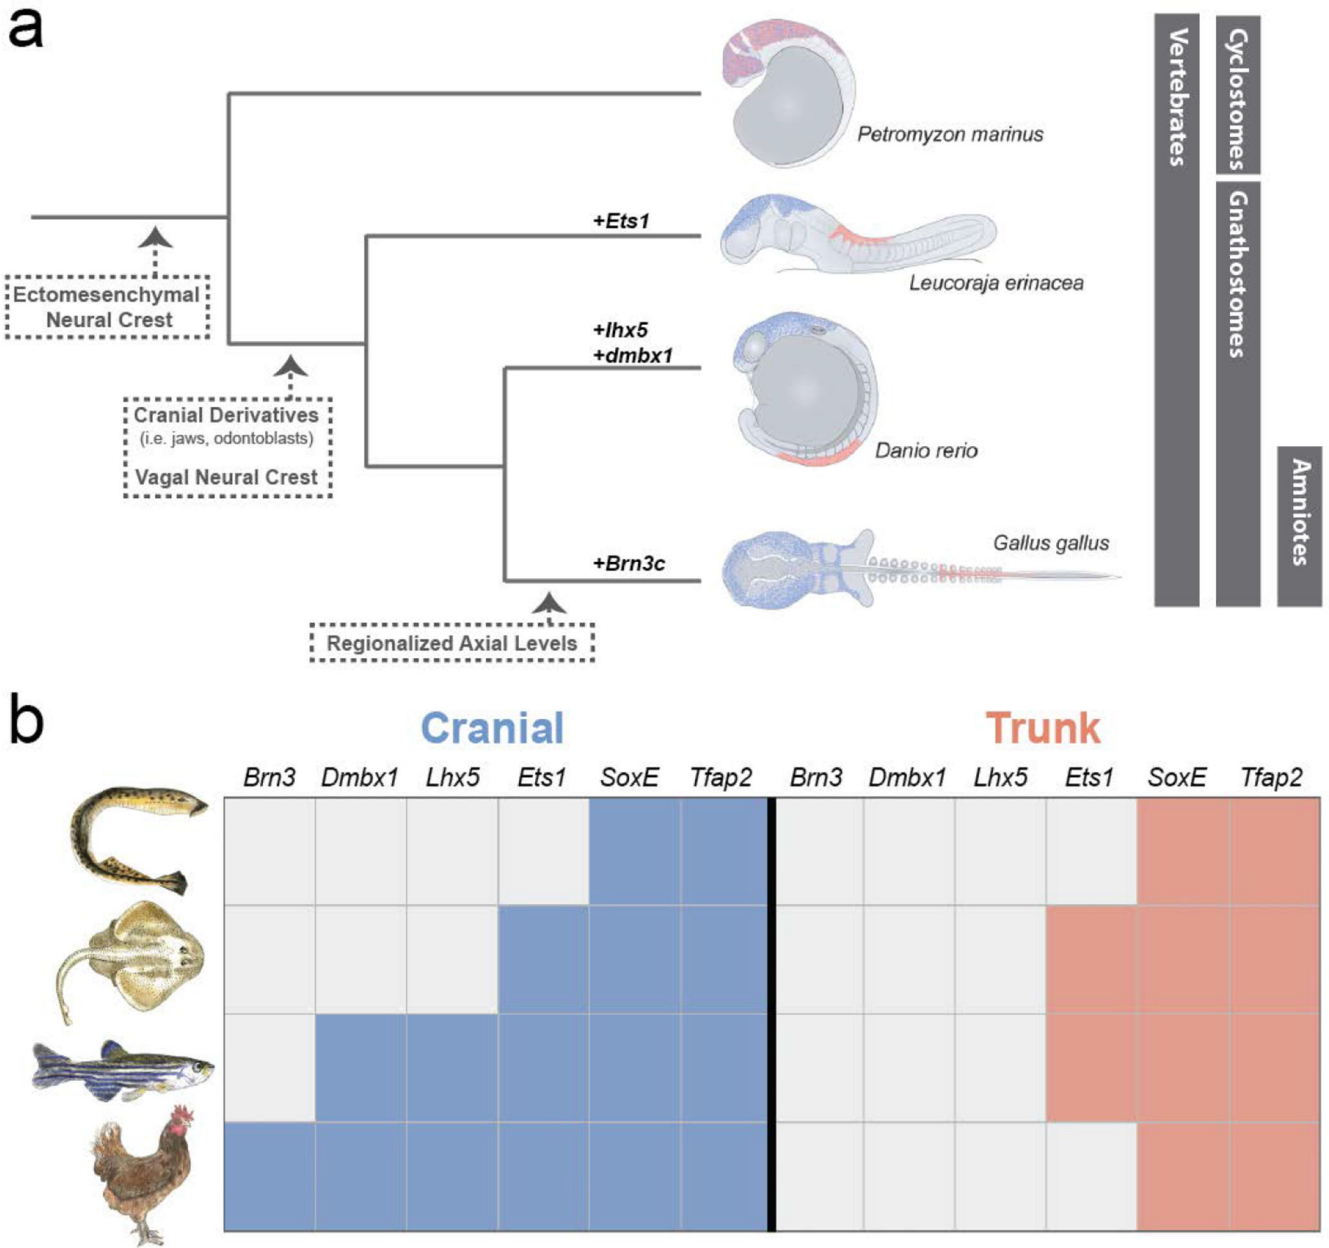 a
Petromyzon marinus
+Ets1
Leucoraja erinacea
Ectomesenchymal
Neural Crest
+lhx5
+dmbx1
Cranial Derivatives
(i.e. jaws, odontoblasts)
Vagal Neural Crest
Danio rerio
+Brn3c
Gallus gallus
Regionalized Axial Levels
Vertebrates
Cyclostomes
Gnathostomes
Amniotes
b
Cranial
Trunk
Brn3 Dmbx1 Lhx5 Ets1 SoxE Tfap2 Brn3 Dmbx1 Lhx5 Ets1 SoxE Tfap2